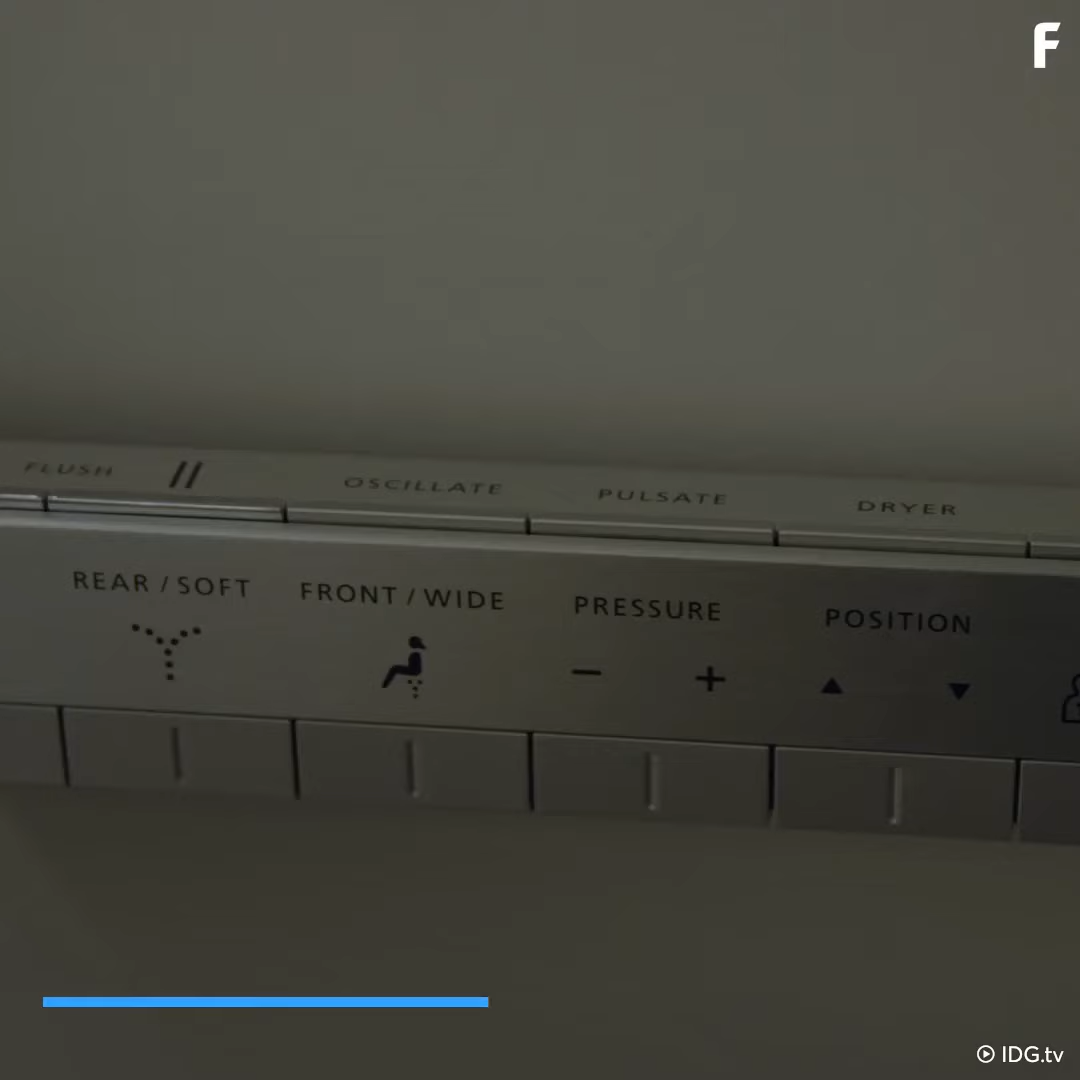 F
FLUSH
OSCILLATE
PULSATE
DRYER
REAR / SOFT
FRONT / WIDE
PRESSURE
POSITION
− +
IDG.tv